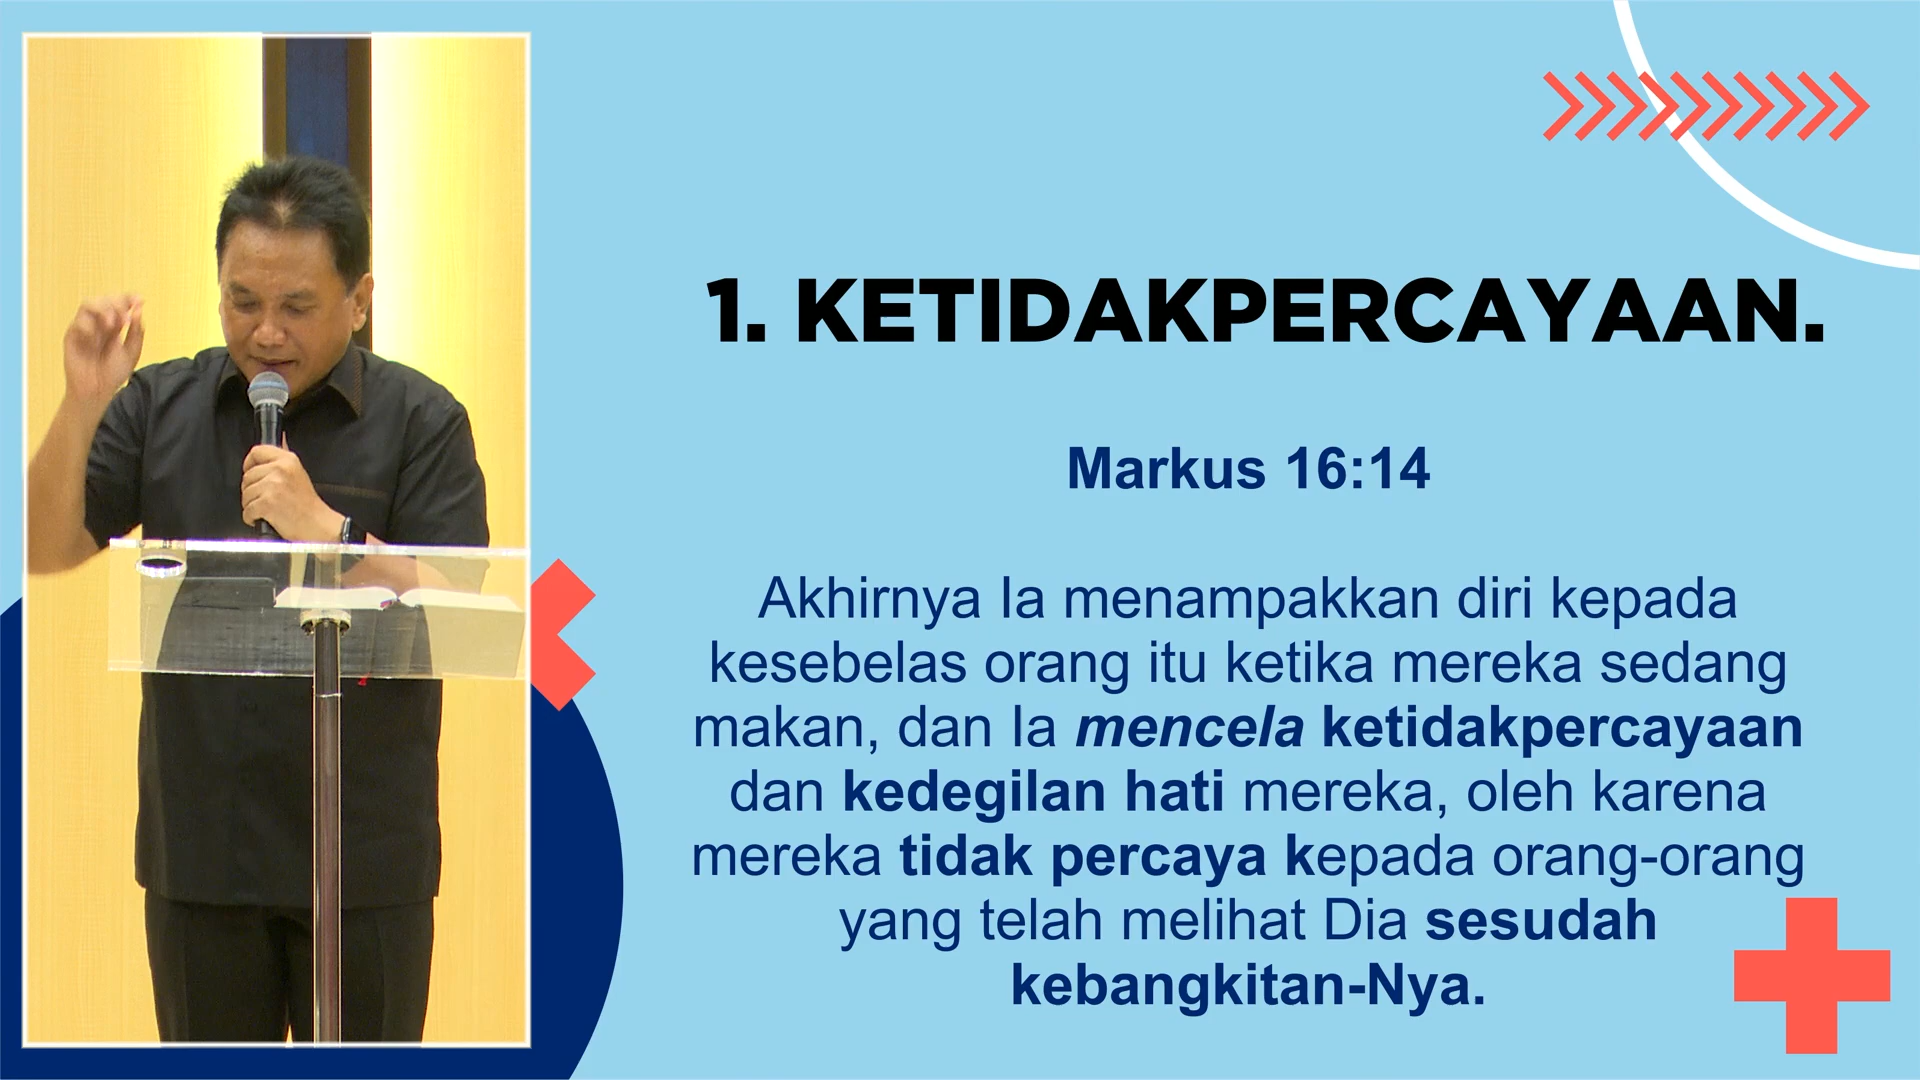 1. KETIDAKPERCAYAAN.
Markus 16:14
Akhirnya Ia menampakkan diri kepada
kesebelas orang itu ketika mereka sedang
makan, dan Ia mencela ketidakpercayaan
dan kedegilan hati mereka, oleh karena
mereka tidak percaya kepada orang-orang
yang telah melihat Dia sesudah
kebangkitan-Nya.